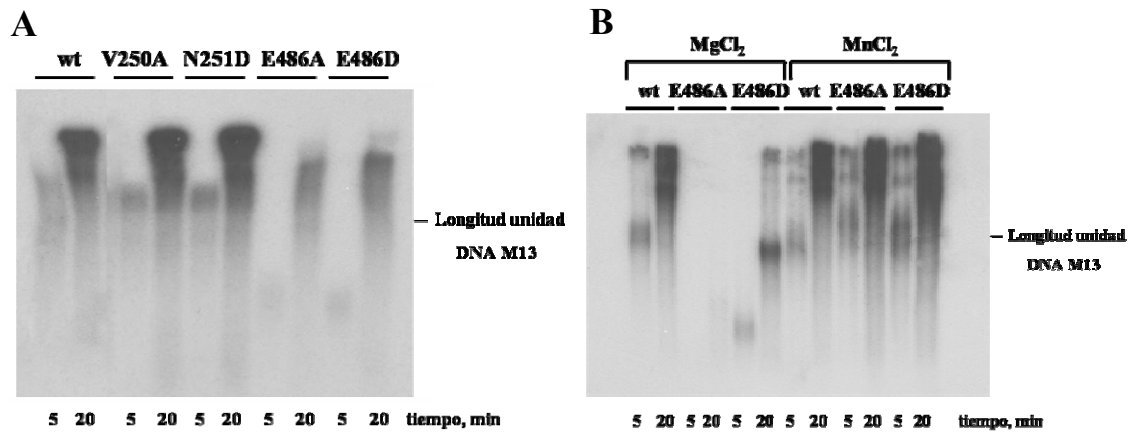 A
wt V250A N251D E486A E486D
Longitud unidad
DNA M13
5 20 5 20 5 20 5 20 5 20 tiempo, min
B
MgCl2 MnCl2
wt E486A E486D wt E486A E486D
Longitud unidad
DNA M13
5 20 5 20 5 20 5 20 5 20 5 20 tiempo, min